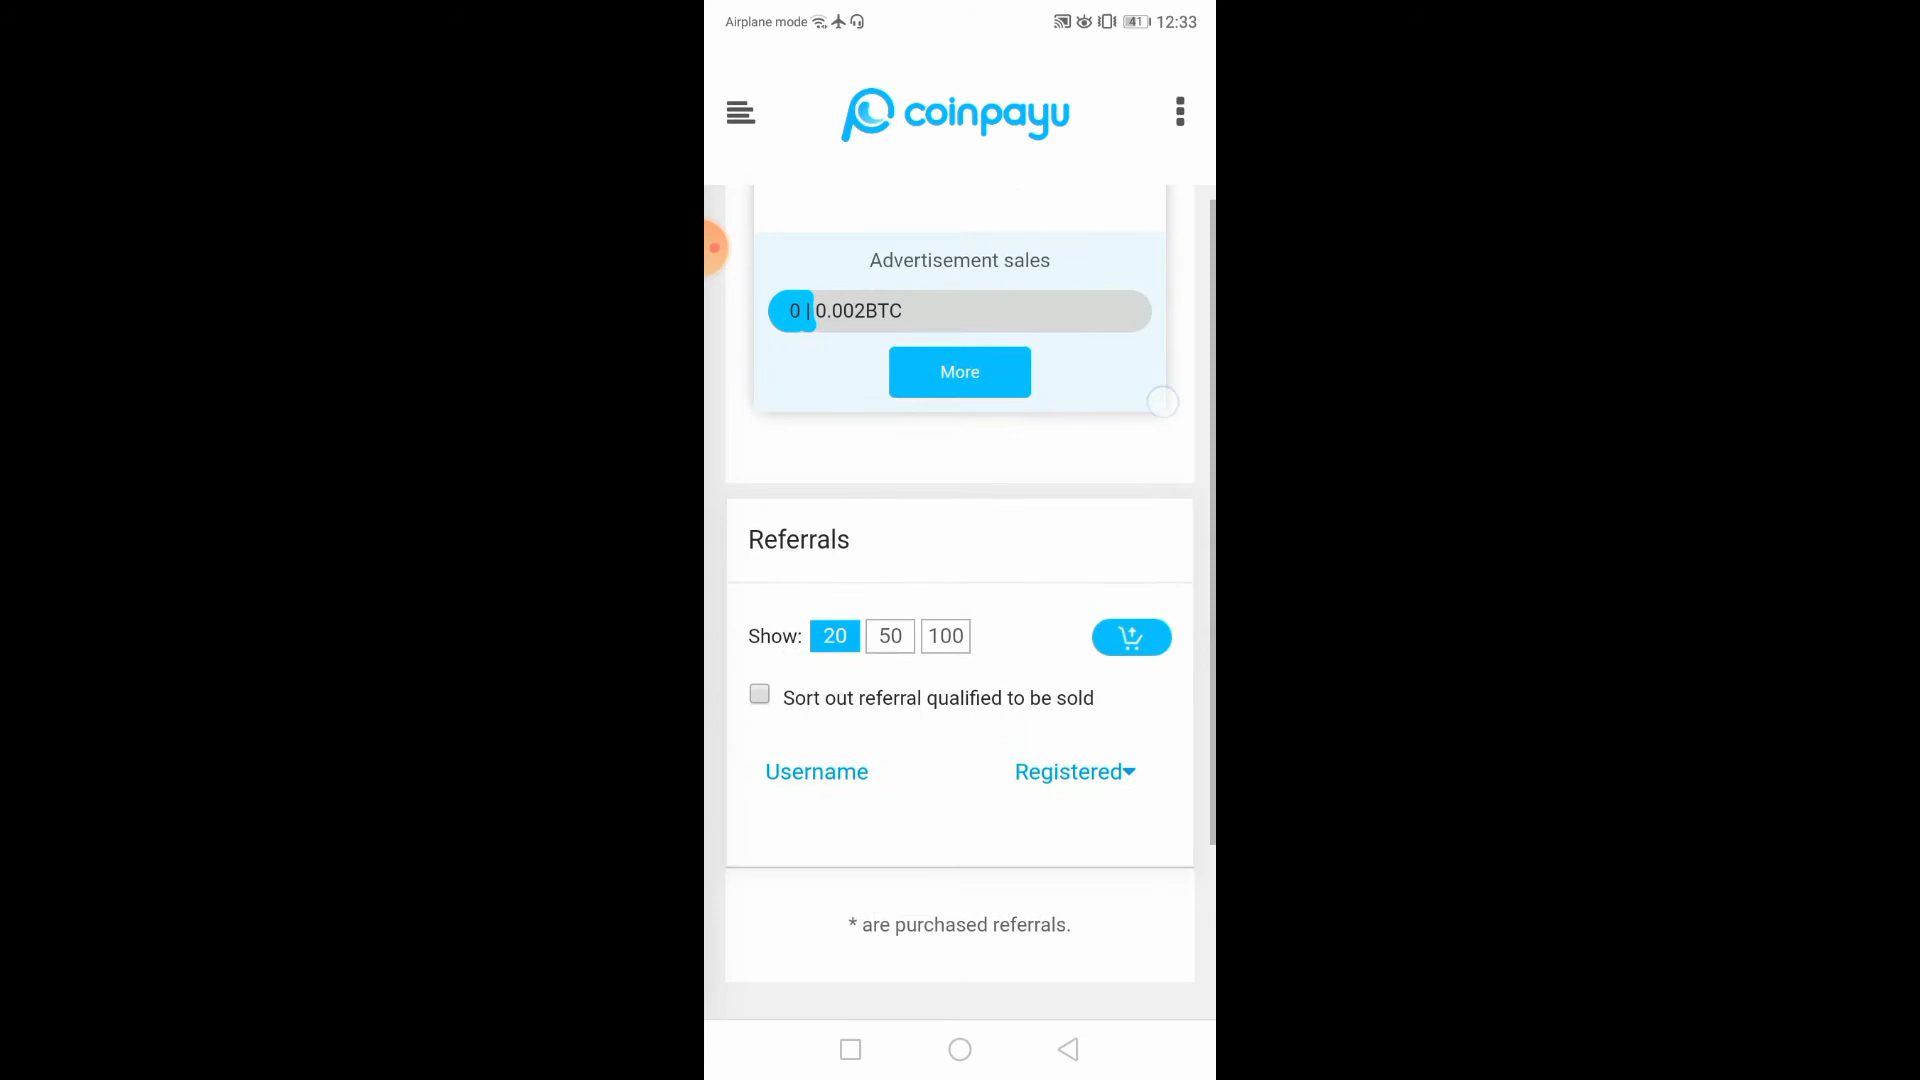 Airplane mode
41 12:33
coinpayu
Advertisement sales
0 | 0.002BTC
More
Referrals
Show: 20 50 100
Sort out referral qualified to be sold
Username Registered
* are purchased referrals.